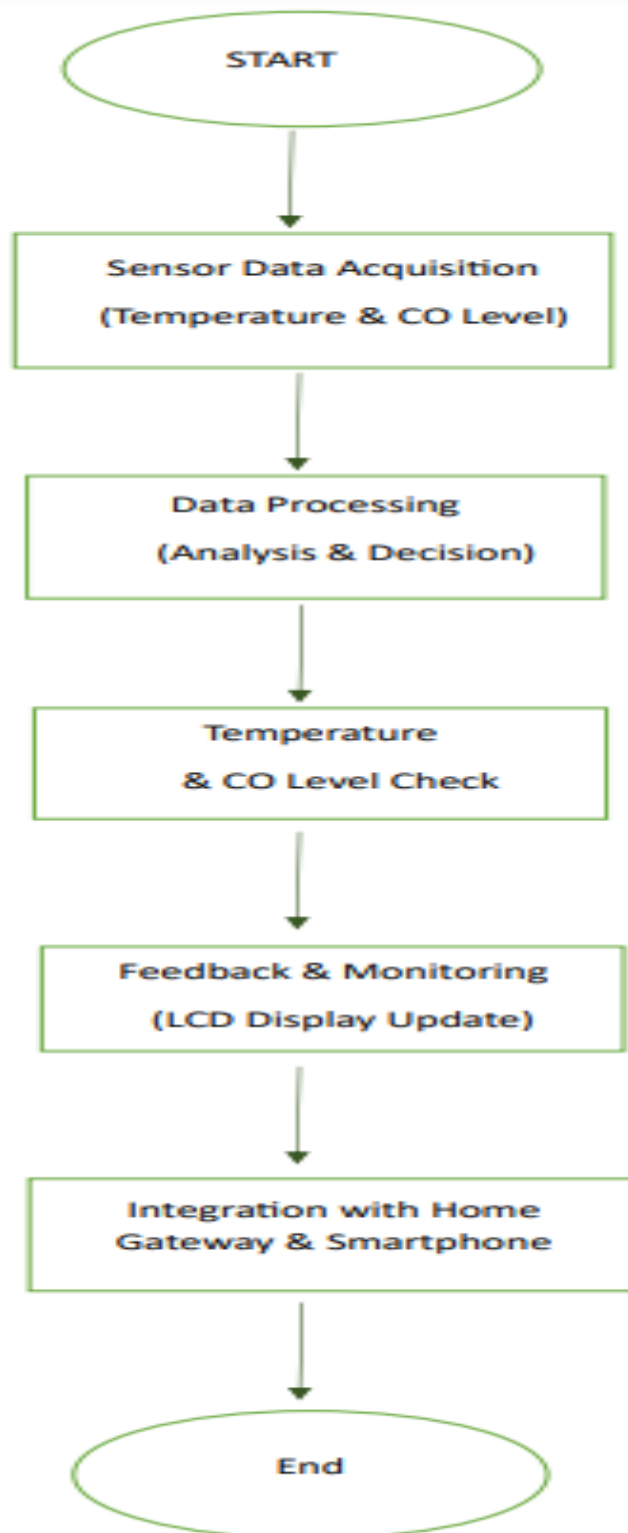 START
Sensor Data Acquisition
(Temperature & CO Level)
Data Processing
(Analysis & Decision)
Temperature
& CO Level Check
Feedback & Monitoring
(LCD Display Update)
Integration with Home
Gateway & Smartphone
End